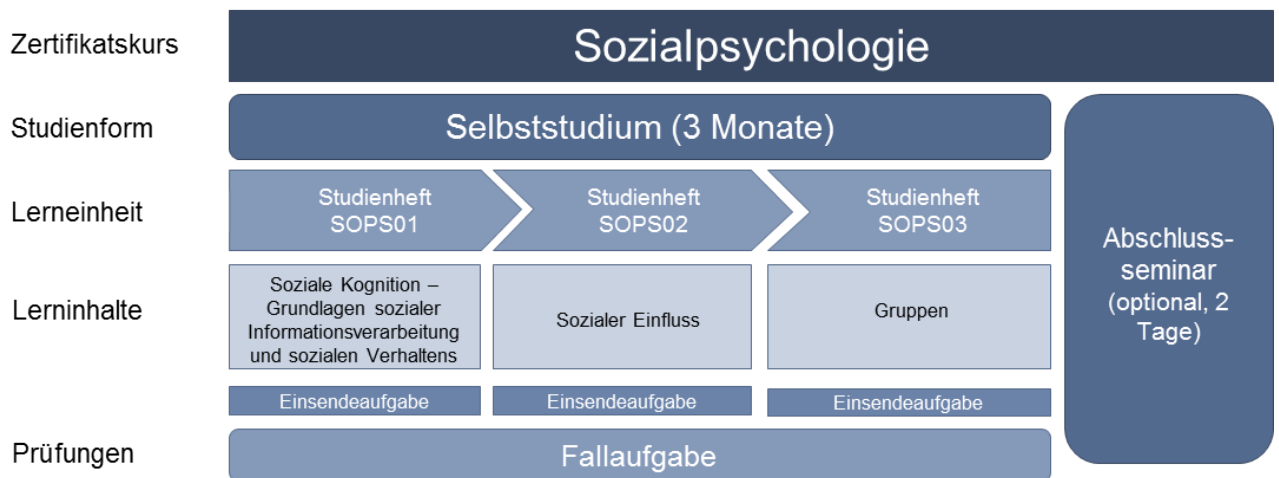 Zertifikatskurs
Sozialpsychologie
Studienform
Selbststudium (3 Monate)
Lerneinheit
Studienheft
SOPS01
Studienheft
SOPS02
Studienheft
SOPS03
Abschluss-
seminar
(optional, 2
Tage)
Lerninhalte
Soziale Kognition –
Grundlagen sozialer
Informationsverarbeitung
und sozialen Verhaltens
Sozialer Einfluss
Gruppen
Einsendeaufgabe
Einsendeaufgabe
Einsendeaufgabe
Prüfungen
Fallaufgabe